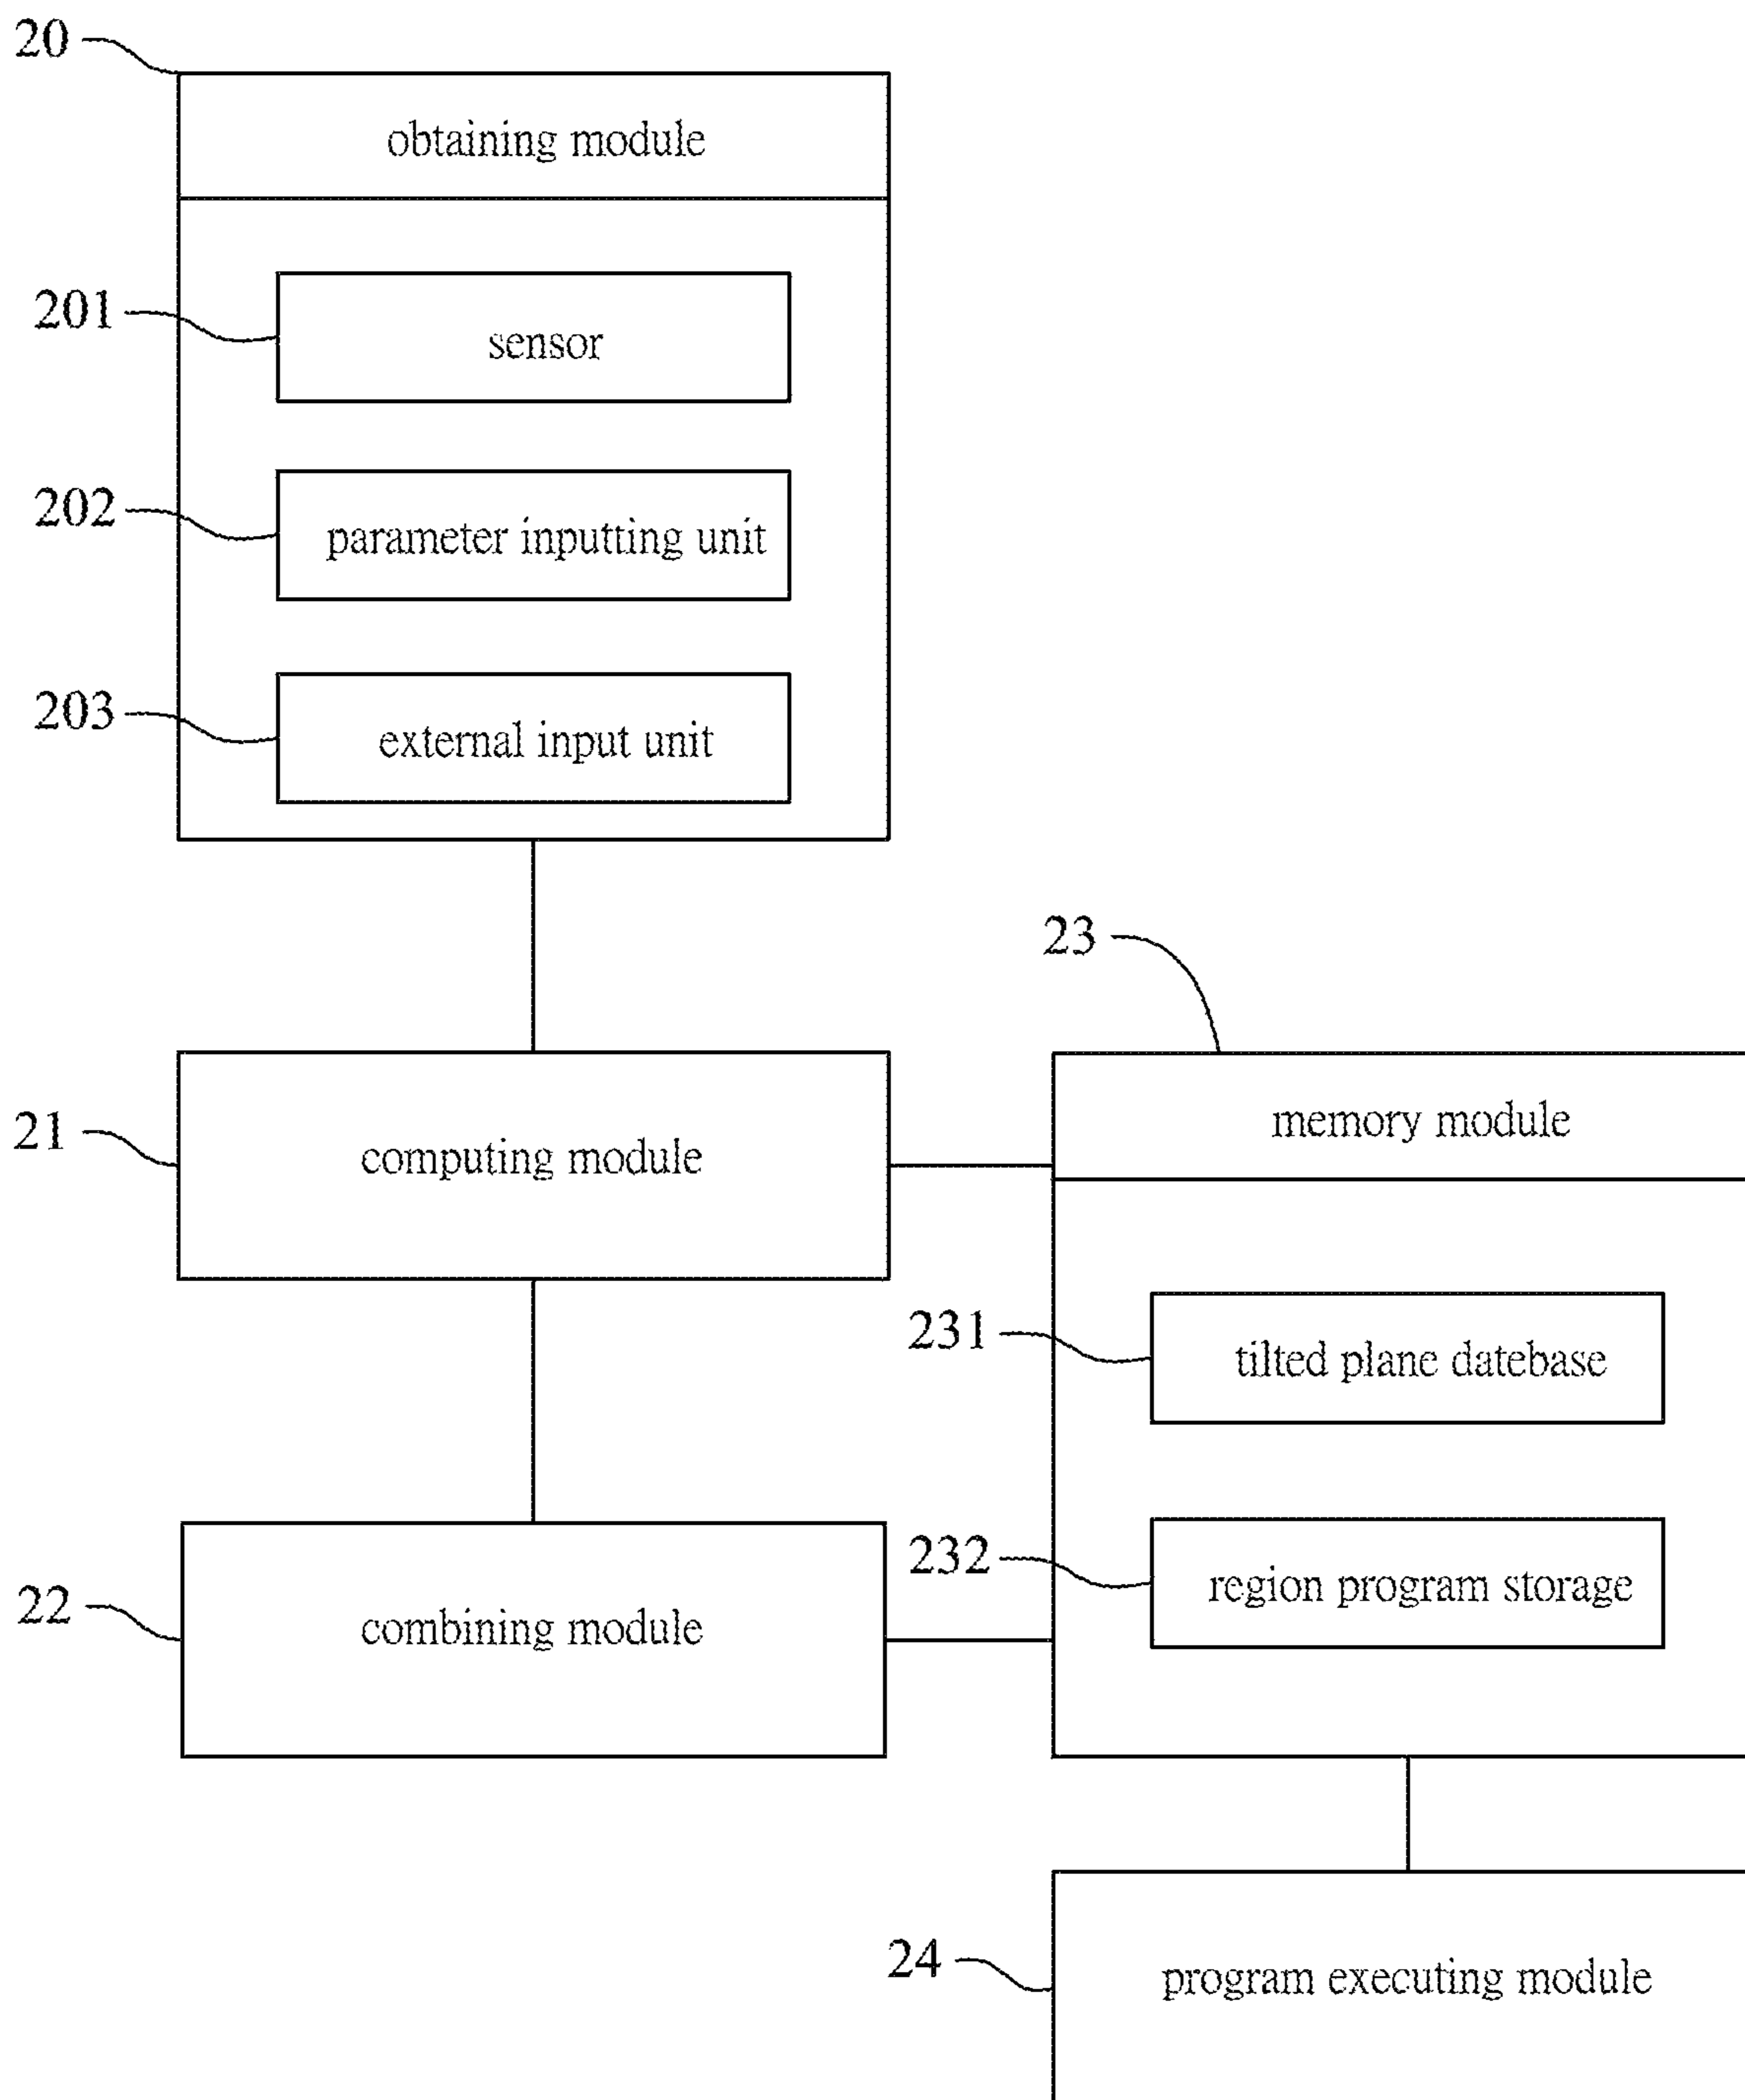 20
obtaining module
201
sensor
202
parameter inputting unit
203
external input unit
23
memory module
21
computing module
231
tilted plane datebase
232
region program storage
22
combining module
24
program executing module